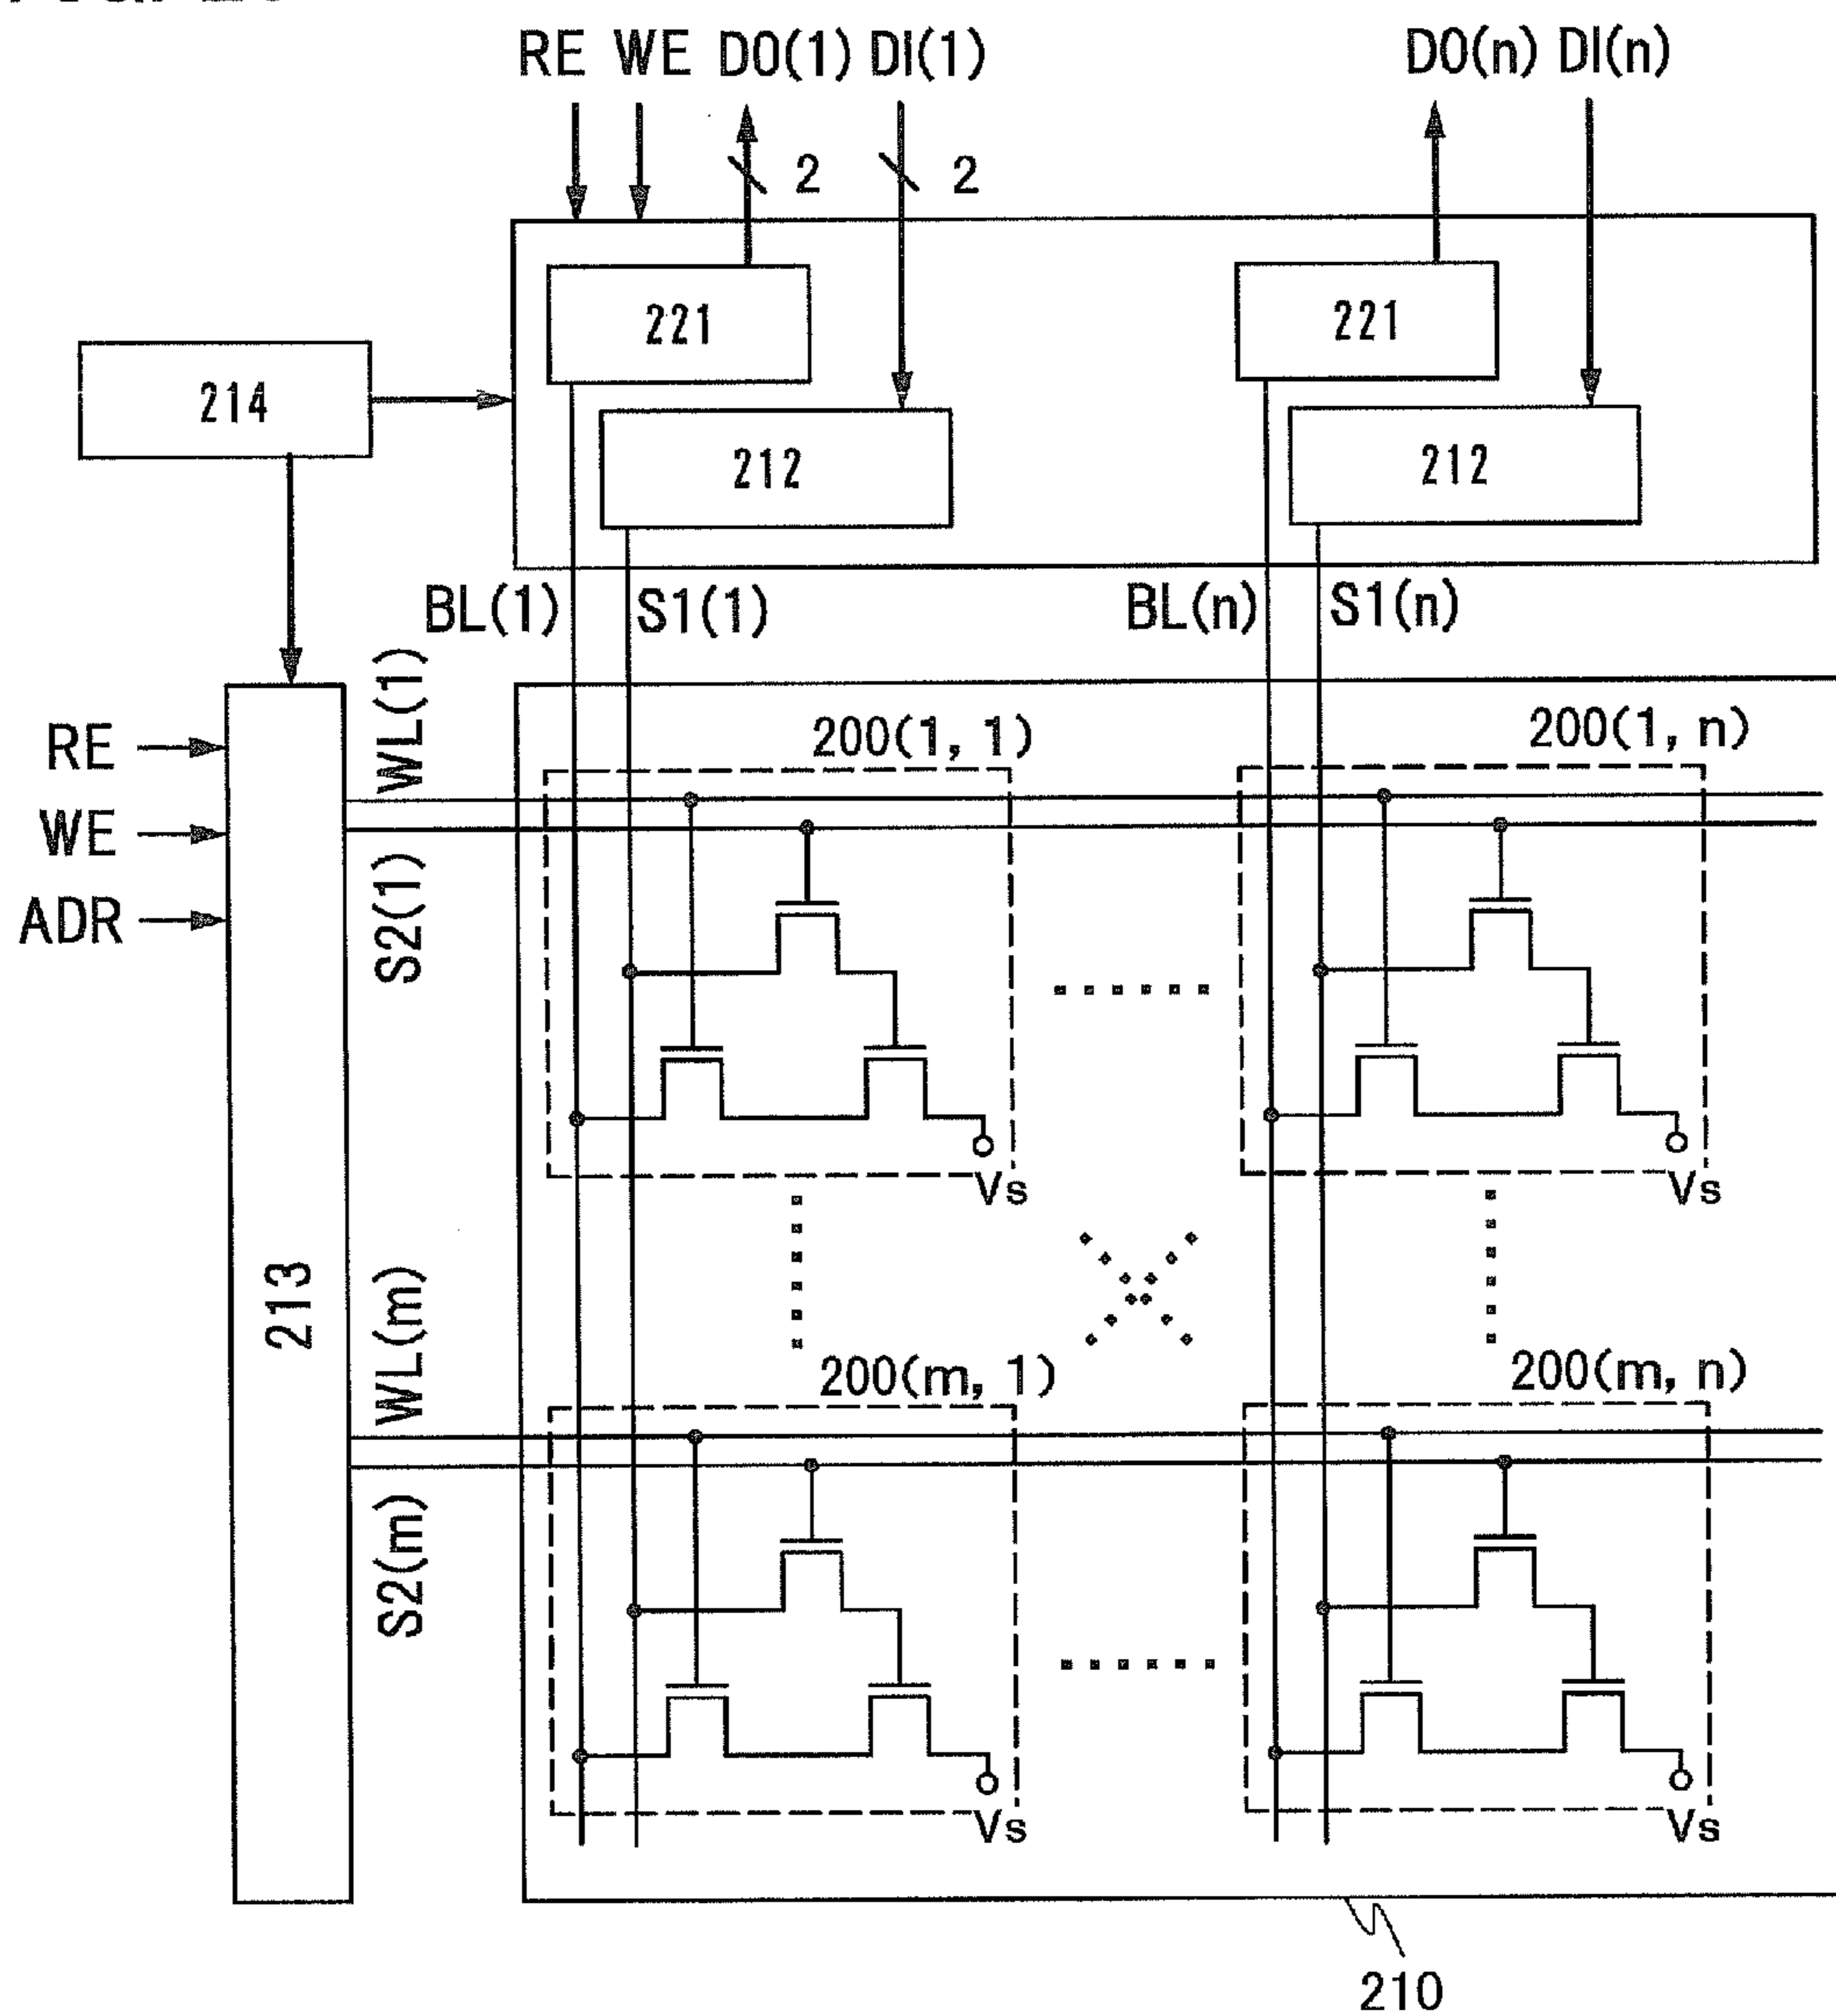 RE WE DO(1) DI(1) DO(n) DI(n)
2 2
221 221
214
212 212
BL(1) S1(1) BL(n) S1(n)
WL(1)
200(1, 1) 200(1, n)
RE
WE
ADR
S2(1)
Vs Vs
213
WL(m)
200(m, 1) 200(m, n)
S2(m)
Vs Vs
210